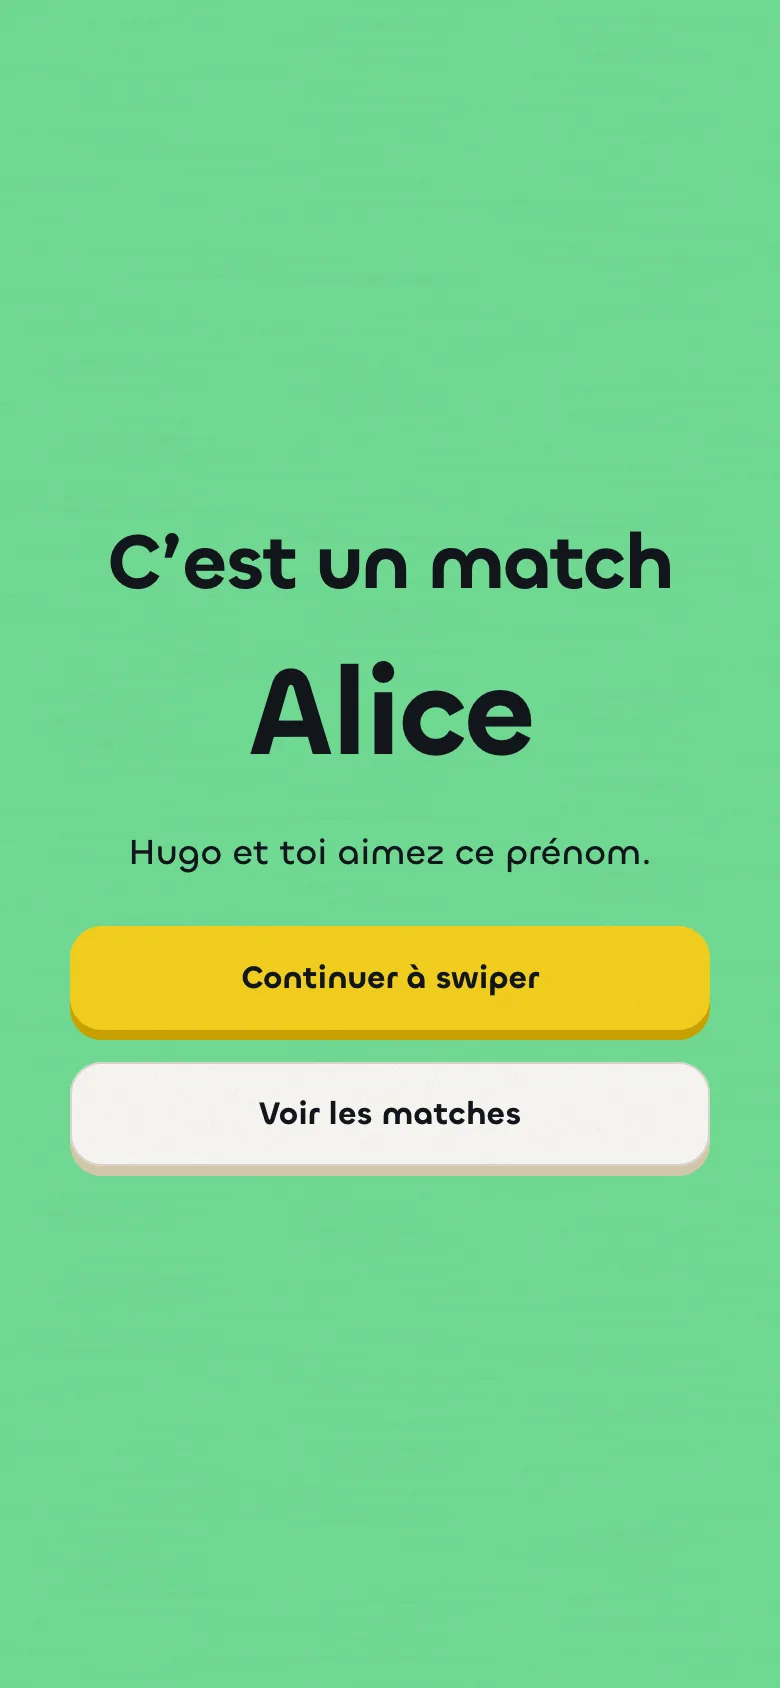 C’est un match
Alice
Hugo et toi aimez ce prénom.
Continuer à swiper
Voir les matches